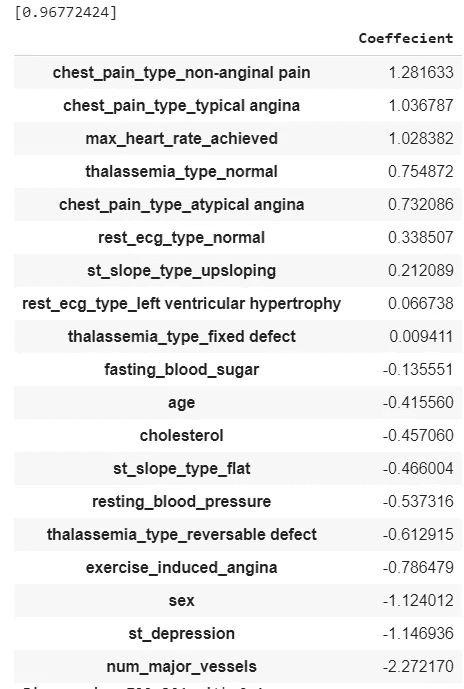 [0.96772424]
Coeffecient
chest_pain_type_non-anginal pain 1.281633
chest_pain_type_typical angina 1.036787
max_heart_rate_achieved 1.028382
thalassemia_type_normal 0.754872
chest_pain_type_atypical angina 0.732086
rest_ecg_type_normal 0.338507
st_slope_type_upsloping 0.212089
rest_ecg_type_left ventricular hypertrophy 0.066738
thalassemia_type_fixed defect 0.009411
fasting_blood_sugar -0.135551
age -0.415560
cholesterol -0.457060
st_slope_type_flat -0.466004
resting_blood_pressure -0.537316
thalassemia_type_reversable defect -0.612915
exercise_induced_angina -0.786479
sex -1.124012
st_depression -1.146936
num_major_vessels -2.272170